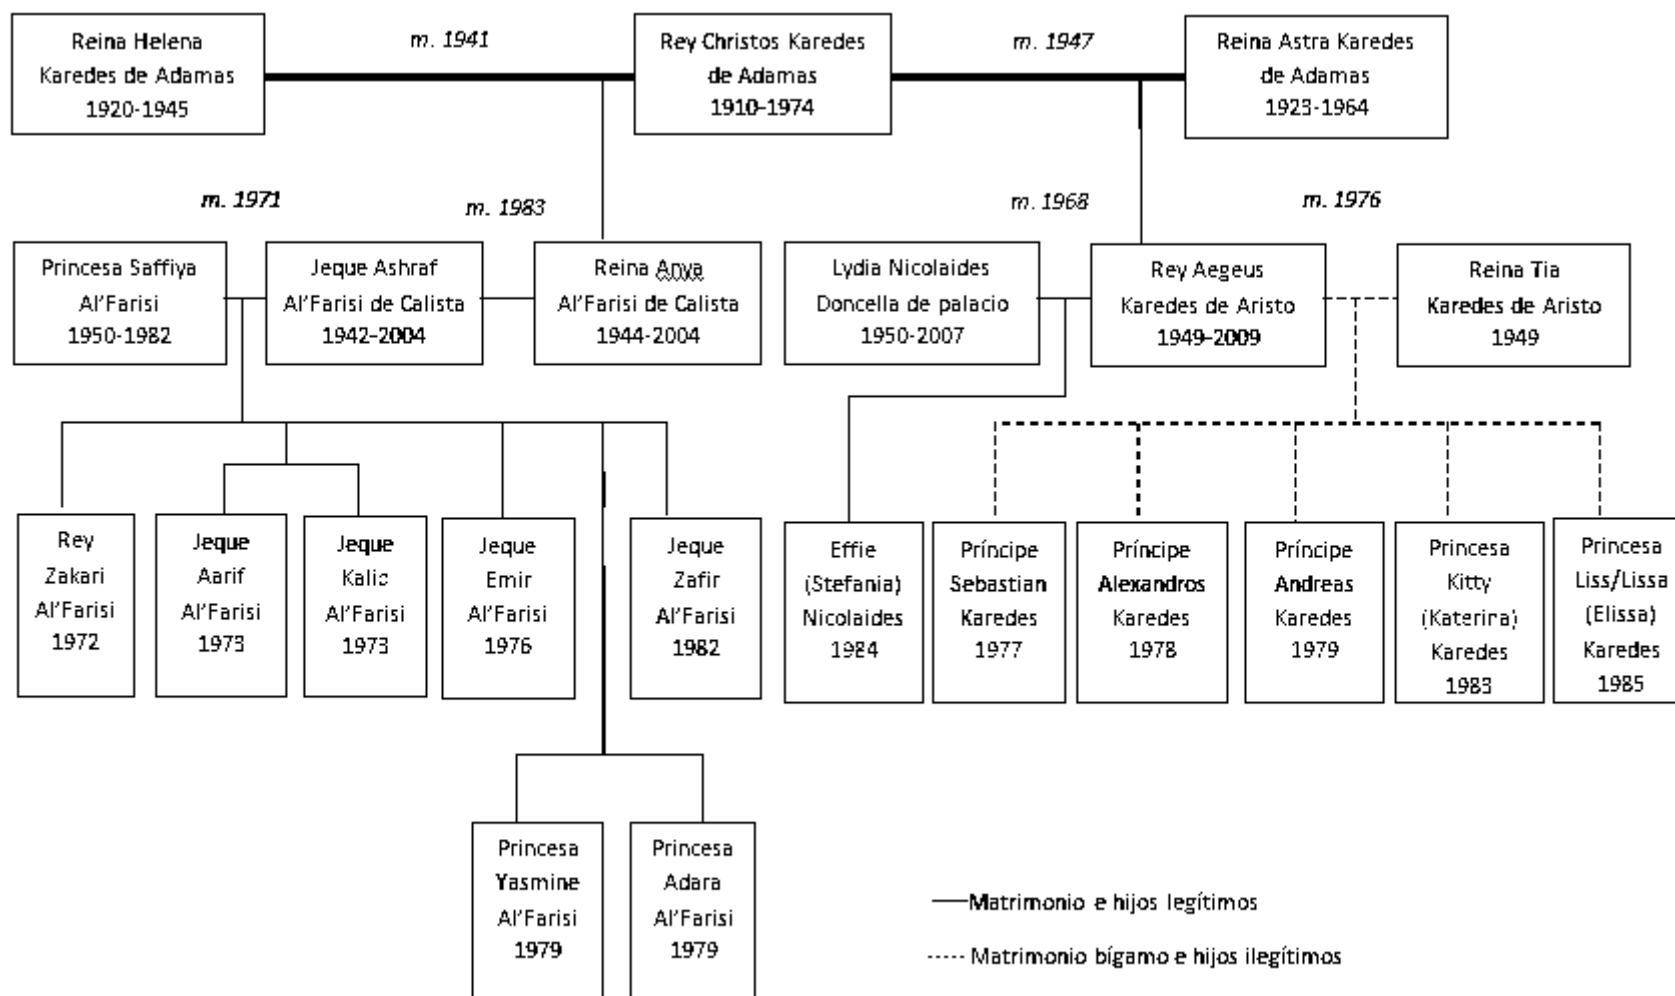 Reina Helena
Karedes de Adamas
1920-1945
m. 1941
Rey Christos Karedes
de Adamas
1910-1974
m. 1947
Reina Astra Karedes
de Adamas
1923-1964
m. 1971
m. 1983
m. 1968
m. 1976
Princesa Saffiya
Al'Farisi
1950-1982
Jeque Ashraf
Al'Farisi de Calista
1942-2004
Reina Anya
Al'Farisi de Calista
1944-2004
Lydia Nicolaides
Doncella de palacio
1950-2007
Rey Aegeus
Karedes de Aristo
1949-2009
Reina Tia
Karedes de Aristo
1949
Rey
Zakari
Al'Farisi
1972
Jeque
Aarif
Al'Farisi
1973
Jeque
Kalic
Al'Farisi
1973
Jeque
Emir
Al'Farisi
1976
Jeque
Zafir
Al'Farisi
1982
Effie
(Stefania)
Nicolaides
1984
Príncipe
Sebastian
Karedes
1977
Príncipe
Alexandros
Karedes
1978
Príncipe
Andreas
Karedes
1979
Princesa
Kitty
(Katerina)
Karedes
1983
Princesa
Liss/Lissa
(Elissa)
Karedes
1985
Princesa
Yasmine
Al'Farisi
1979
Princesa
Adara
Al'Farisi
1979
Matrimonio e hijos legítimos
Matrimonio bígamo e hijos ilegítimos